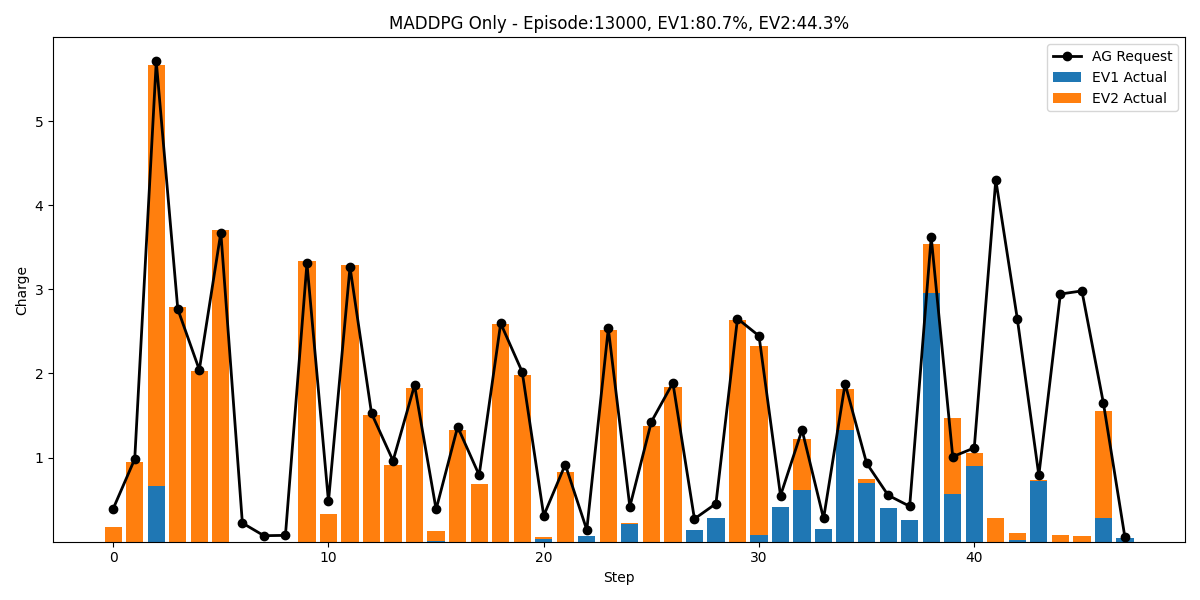 MADDPG Only - Episode:13000, EV1:80.7%, EV2:44.3%
AG Request
EV1 Actual
EV2 Actual
Charge
5
4
3
2
1
0 10 20 30 40
Step